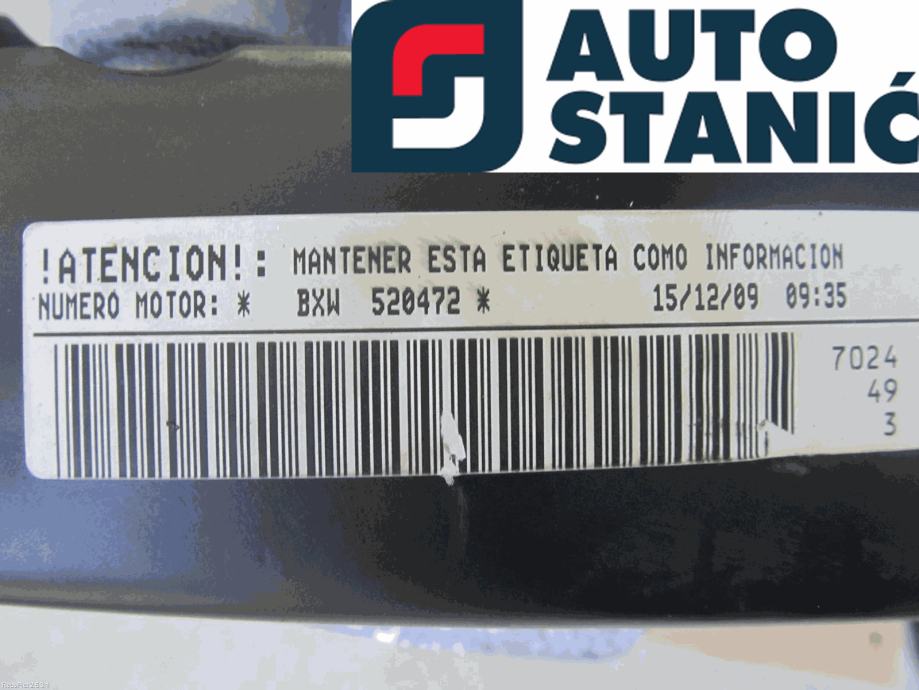 AUTO
STANIĆ
!ATENCION!: MANTENER ESTA ETIQUETA COMO INFORMACION
NUMERO MOTOR: * BXW 520472 * 15/12/09 09:35
7024
49
3